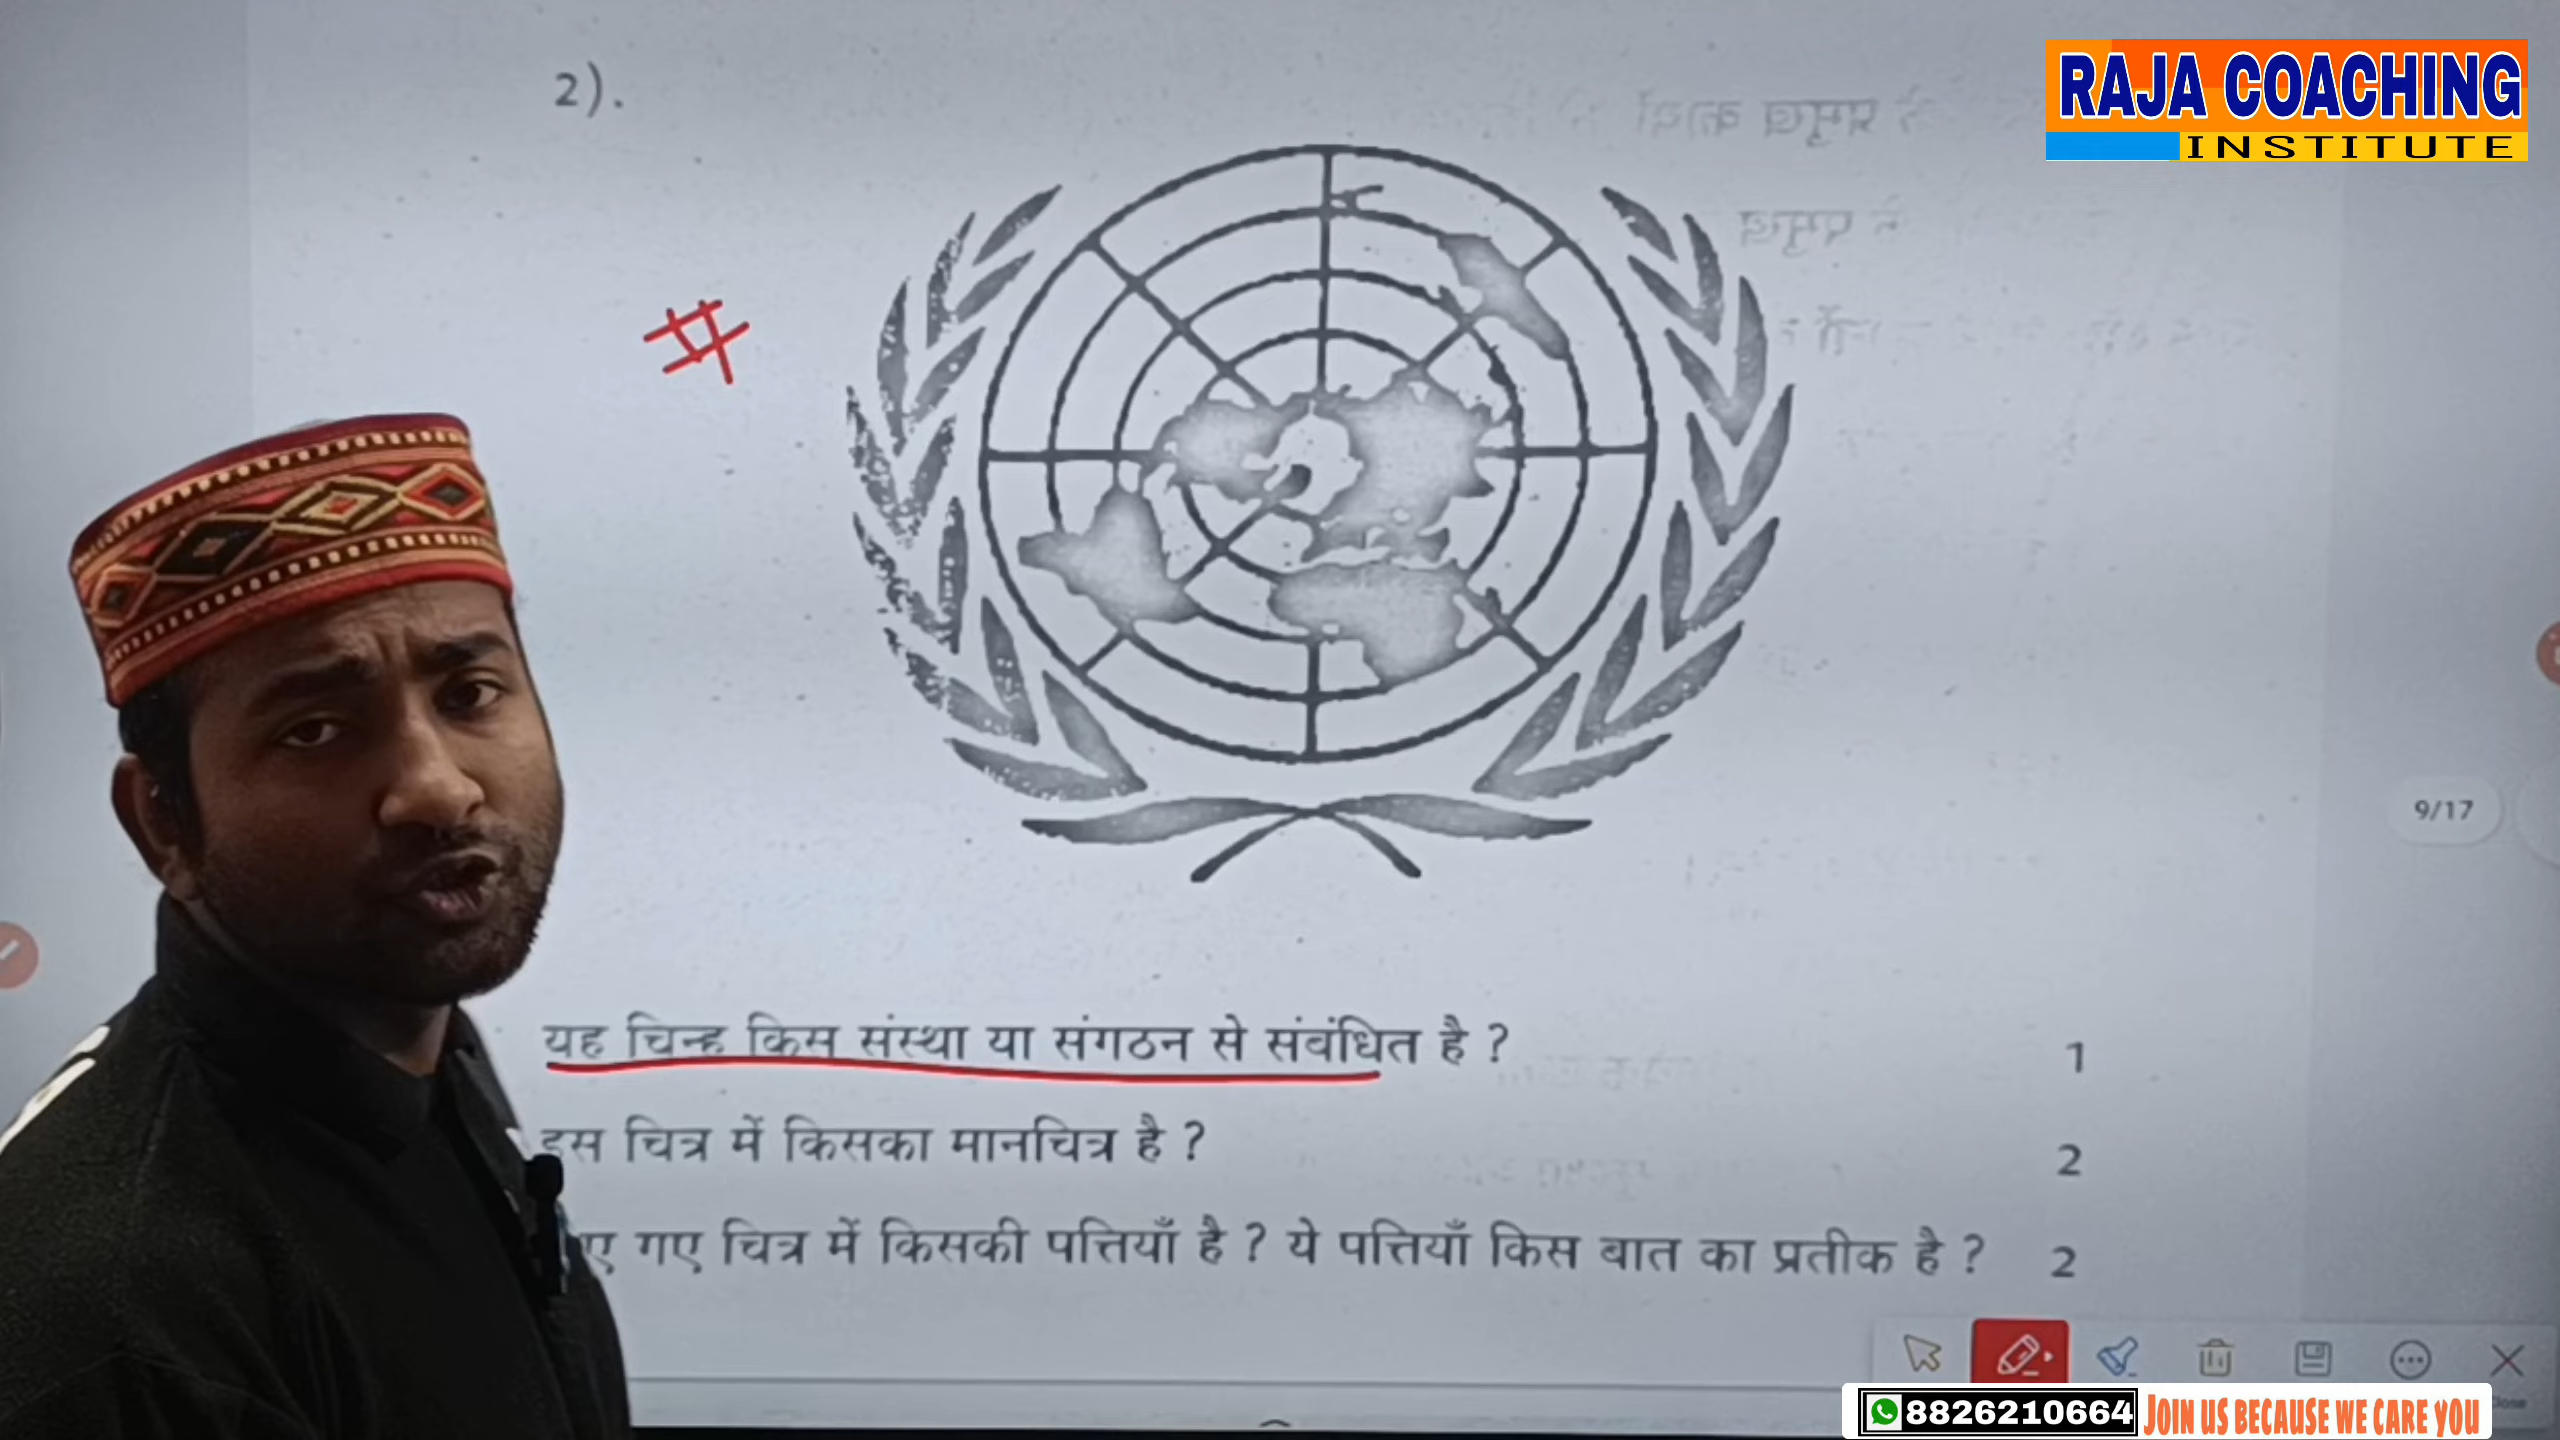 RAJA COACHING
INSTITUTE
2).
#
9/17
यह चिन्ह किस संस्था या संगठन से संबंधित है ? 1
इस चित्र में किसका मानचित्र है ? 2
गए चित्र में किसकी पत्तियाँ है ? ये पत्तियाँ किस बात का प्रतीक है ? 2
8826210664 JOIN US BECAUSE WE CARE YOU